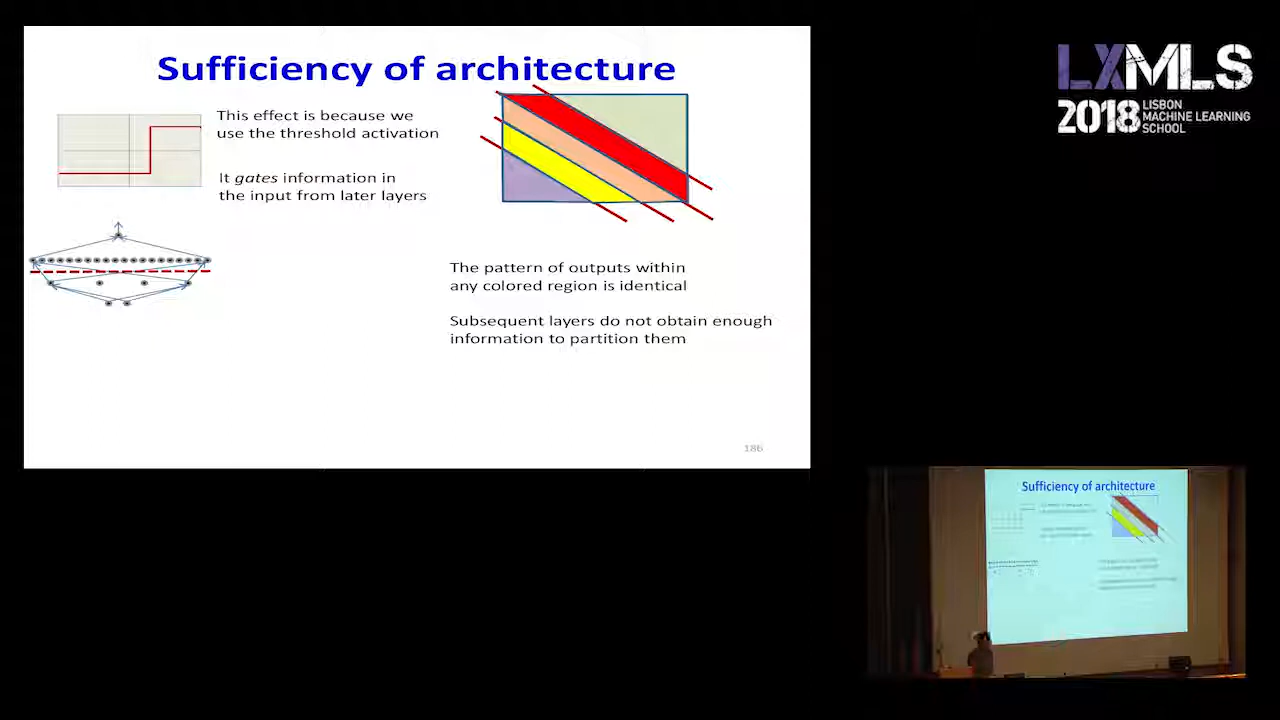 Sufficiency of architecture
This effect is because we
use the threshold activation
It gates information in
the input from later layers
The pattern of outputs within
any colored region is identical
Subsequent layers do not obtain enough
information to partition them
186
LXMLS
2018 LISBON
MACHINE LEARNING
SCHOOL
Sufficiency of architecture